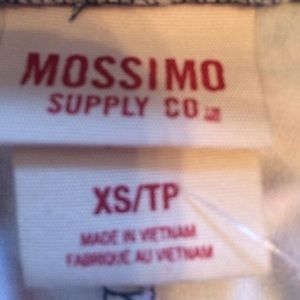 MOSSIMO
SUPPLY CO.
XS/TP
MADE IN VIETNAM
FABRIQUÉ AU VIETNAM